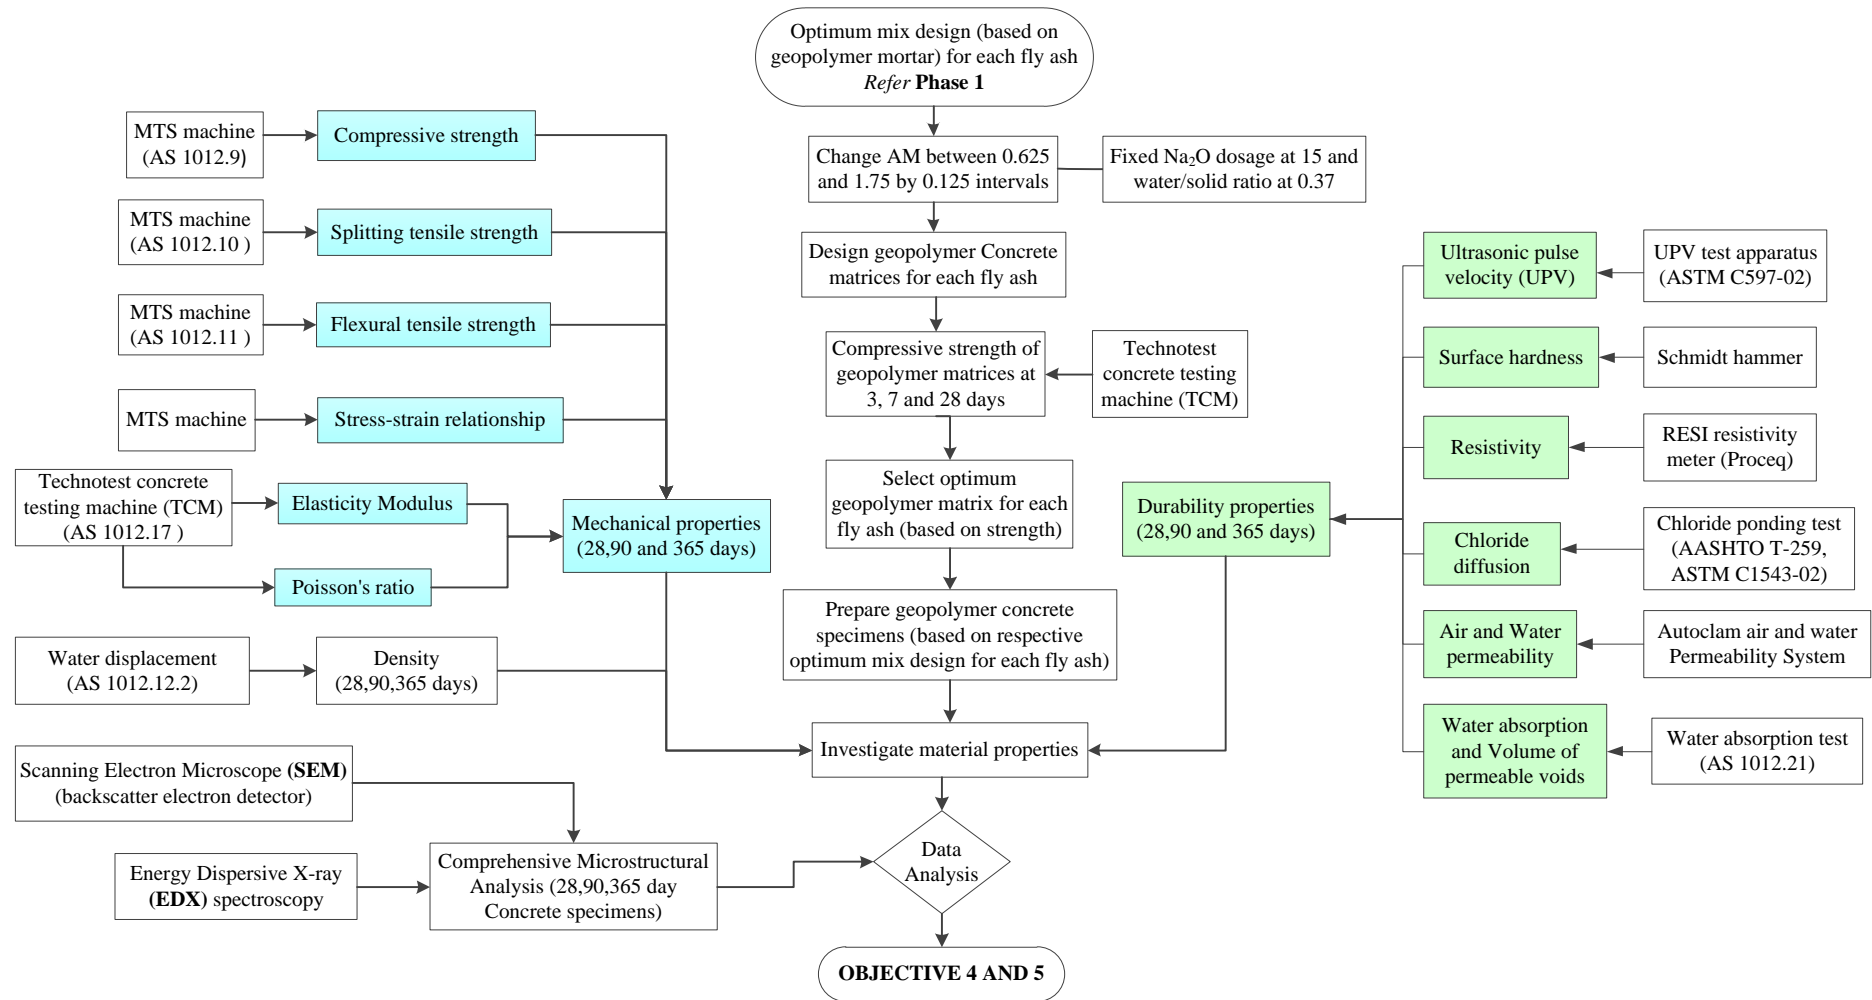 Optimum mix design (based on
geopolymer mortar) for each fly ash
Refer Phase 1
Change AM between 0.625
and 1.75 by 0.125 intervals
Fixed Na₂O dosage at 15 and
water/solid ratio at 0.37
Design geopolymer Concrete
matrices for each fly ash
Compressive strength of
geopolymer matrices at
3, 7 and 28 days
Technotest
concrete testing
machine (TCM)
Select optimum
geopolymer matrix for each
fly ash (based on strength)
Prepare geopolymer concrete
specimens (based on respective
optimum mix design for each fly ash)
Investigate material properties
Data
Analysis
OBJECTIVE 4 AND 5
MTS machine
(AS 1012.9)
Compressive strength
MTS machine
(AS 1012.10 )
Splitting tensile strength
MTS machine
(AS 1012.11 )
Flexural tensile strength
MTS machine
Stress-strain relationship
Technotest concrete
testing machine (TCM)
(AS 1012.17 )
Elasticity Modulus
Poisson's ratio
Mechanical properties
(28,90 and 365 days)
Water displacement
(AS 1012.12.2)
Density
(28,90,365 days)
Scanning Electron Microscope (SEM)
(backscatter electron detector)
Energy Dispersive X-ray
(EDX) spectroscopy
Comprehensive Microstructural
Analysis (28,90,365 day
Concrete specimens)
Durability properties
(28,90 and 365 days)
Ultrasonic pulse
velocity (UPV)
UPV test apparatus
(ASTM C597-02)
Surface hardness
Schmidt hammer
Resistivity
RESI resistivity
meter (Proceq)
Chloride
diffusion
Chloride ponding test
(AASHTO T-259,
ASTM C1543-02)
Air and Water
permeability
Autoclam air and water
Permeability System
Water absorption
and Volume of
permeable voids
Water absorption test
(AS 1012.21)